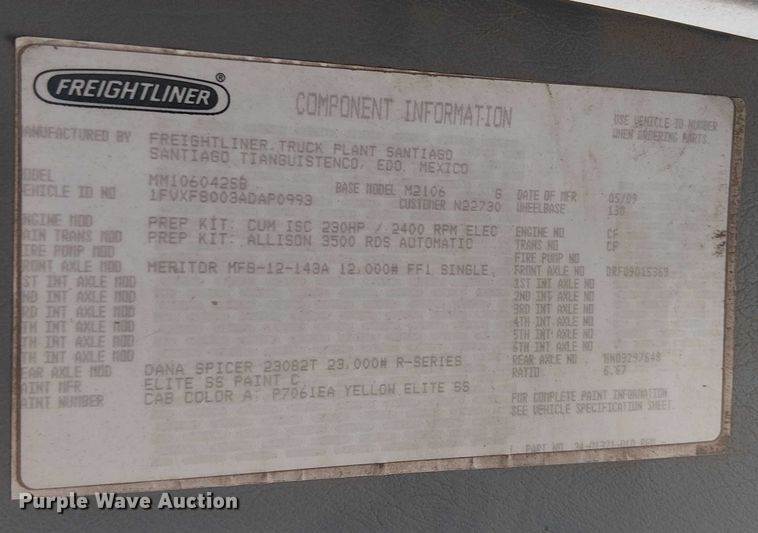 FREIGHTLINER®
COMPONENT INFORMATION
USE VEHICLE ID NUMBER
WHEN ORDERING PARTS
MANUFACTURED BY FREIGHTLINER TRUCK PLANT SANTIAGO
SANTIAGO TIANGUISTENCO, EDO. MEXICO
MODEL MM106042SB BASE MODEL M2106 G DATE OF MFR 05/09
VEHICLE ID NO 1FVXF8003ADAP0993 CUSTOMER N22730 WHEELBASE 130
ENGINE MOD PREP KIT: CUM ISC 230HP / 2400 RPM ELEC ENGINE NO CF
MAIN TRANS MOD PREP KIT: ALLISON 3500 RDS AUTOMATIC TRANS NO CF
FIRE PUMP MOD FIRE PUMP NO
FRONT AXLE MOD MERITOR MFS-12-143A 12,000# FF1 SINGLE, FRONT AXLE NO DRF09015369
1ST INT AXLE MOD 1ST INT AXLE NO
2ND INT AXLE MOD 2ND INT AXLE NO
3RD INT AXLE MOD 3RD INT AXLE NO
4TH INT AXLE MOD 4TH INT AXLE NO
5TH INT AXLE MOD 5TH INT AXLE NO
6TH INT AXLE MOD 6TH INT AXLE NO
REAR AXLE MOD DANA SPICER 23082T 23,000# R-SERIES REAR AXLE NO NN09297648
PAINT MFR ELITE SS PAINT C, RATIO 6.67
PAINT NUMBER CAB COLOR A: P7061EA YELLOW ELITE SS
FOR COMPLETE PAINT INFORMATION
SEE VEHICLE SPECIFICATION SHEET.
PART NO.
Purple Wave Auction